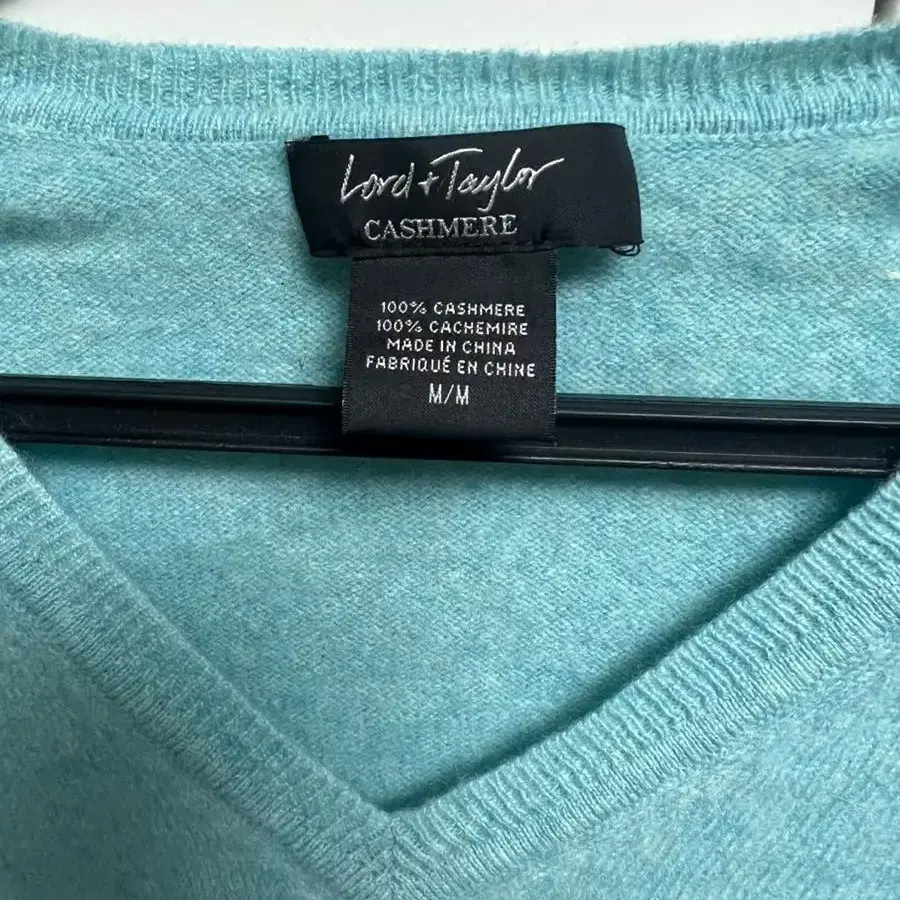 Lord + Taylor
CASHMERE
100% CASHMERE
100% CACHEMIRE
MADE IN CHINA
FABRIQUÉ EN CHINE
M/M